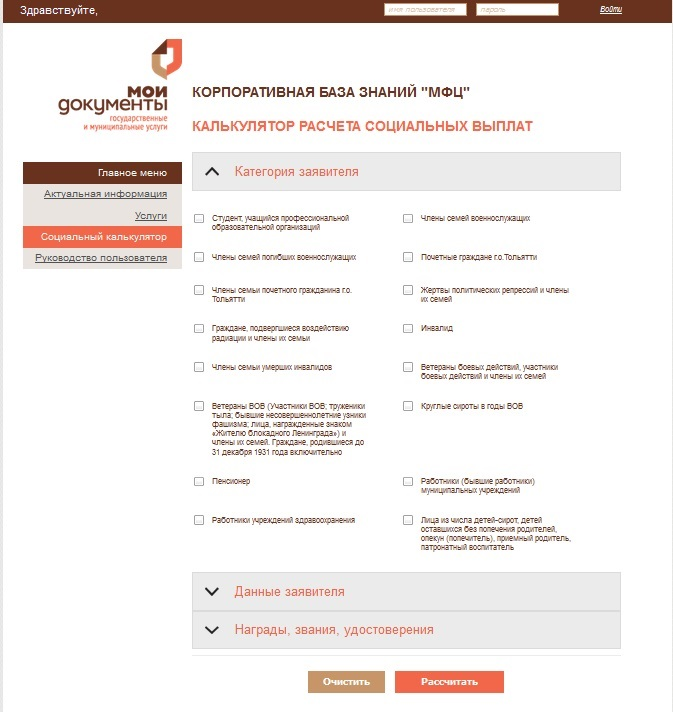 Здравствуйте,
имя пользователя
пароль
Войти
мои
документы
государственные
и муниципальные услуги
КОРПОРАТИВНАЯ БАЗА ЗНАНИЙ "МФЦ"
КАЛЬКУЛЯТОР РАСЧЕТА СОЦИАЛЬНЫХ ВЫПЛАТ
Главное меню
Актуальная информация
Услуги
Социальный калькулятор
Руководство пользователя
Категория заявителя
Студент, учащийся профессиональной
образовательной организаций
Члены семей военнослужащих
Члены семей погибших военнослужащих
Почетные граждане г.о.Тольятти
Члены семьи почетного гражданина г.о.
Тольятти
Жертвы политических репрессий и члены
их семей
Граждане, подвергшиеся воздействию
радиации и члены их семьи
Инвалид
Члены семьи умерших инвалидов
Ветераны боевых действий, участники
боевых действий и члены их семей
Ветераны ВОВ (Участники ВОВ; труженики
тыла; бывшие несовершеннолетние узники
фашизма; лица, награжденные знаком
«Жителю блокадного Ленинграда») и
члены их семей. Граждане, родившиеся до
31 декабря 1931 года включительно
Круглые сироты в годы ВОВ
Пенсионер
Работники (бывшие работники)
муниципальных учреждений
Работники учреждений здравоохранения
Лица из числа детей-сирот, детей
оставшихся без попечения родителей,
опекун (попечитель), приемный родитель,
патронатный воспитатель
Данные заявителя
Награды, звания, удостоверения
Очистить
Рассчитать